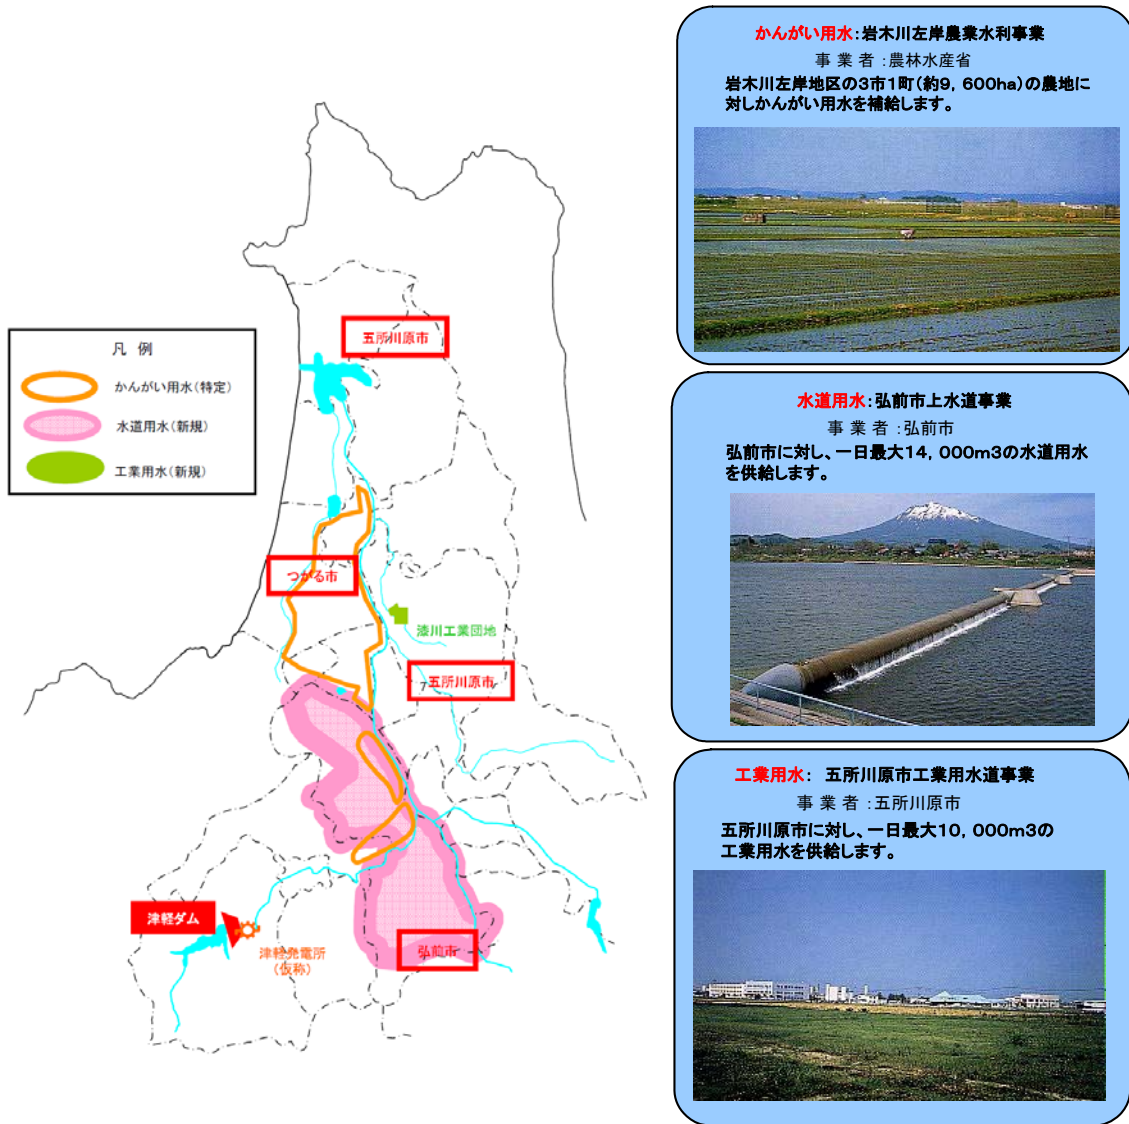 かんがい用水:岩木川左岸農業水利事業
事 業 者 :農林水産省
岩木川左岸地区の3市1町(約9, 600ha)の農地に
対しかんがい用水を補給します。
水道用水:弘前市上水道事業
事 業 者 :弘前市
弘前市に対し、一日最大14, 000m3の水道用水
を供給します。
工業用水: 五所川原市工業用水道事業
事 業 者 :五所川原市
五所川原市に対し、一日最大10, 000m3の
工業用水を供給します。
凡 例
かんがい用水(特定)
水道用水(新規)
工業用水(新規)
五所川原市
つがる市
漆川工業団地
五所川原市
津軽ダム
津軽発電所
(仮称)
弘前市